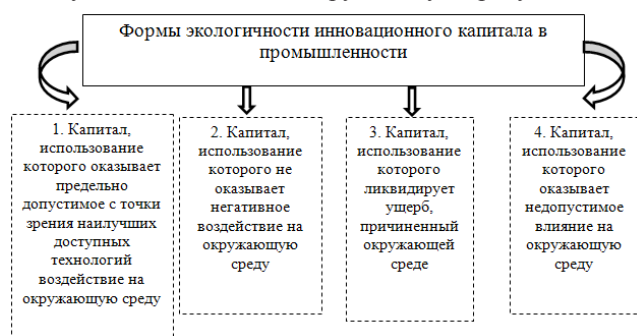 Формы экологичности инновационного капитала в
промышленности
1. Капитал,
использование
которого оказывает
предельно
допустимое с точки
зрения наилучших
доступных
технологий
воздействие на
окружающую среду
2. Капитал,
использование
которого не
оказывает
негативное
воздействие на
окружающую
среду
3. Капитал,
использование
которого
ликвидирует
ущерб,
причиненный
окружающей
среде
4. Капитал,
использование
которого
оказывает
недопустимое
влияние на
окружающую
среду